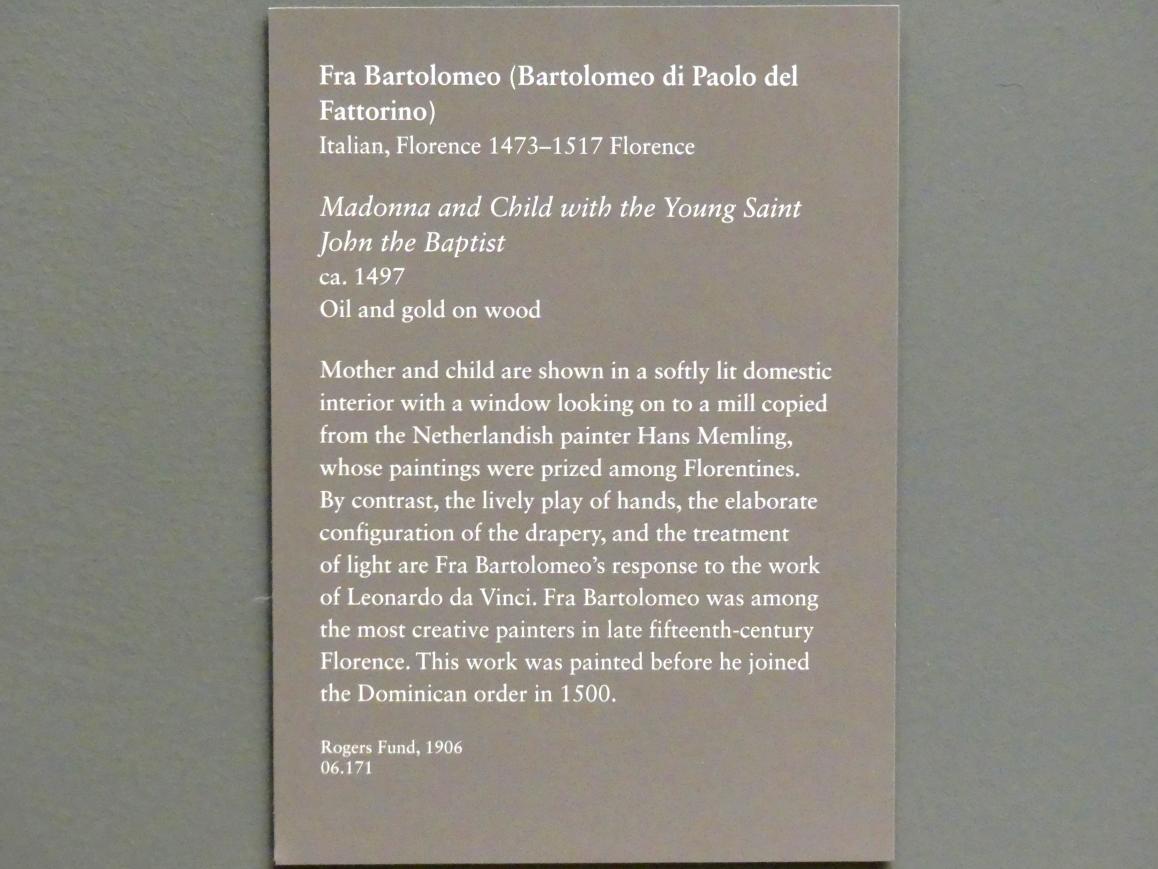 Fra Bartolomeo (Bartolomeo di Paolo del
Fattorino)
Italian, Florence 1473–1517 Florence
Madonna and Child with the Young Saint
John the Baptist
ca. 1497
Oil and gold on wood
Mother and child are shown in a softly lit domestic
interior with a window looking on to a mill copied
from the Netherlandish painter Hans Memling,
whose paintings were prized among Florentines.
By contrast, the lively play of hands, the elaborate
configuration of the drapery, and the treatment
of light are Fra Bartolomeo’s response to the work
of Leonardo da Vinci. Fra Bartolomeo was among
the most creative painters in late fifteenth-century
Florence. This work was painted before he joined
the Dominican order in 1500.
Rogers Fund, 1906
06.171